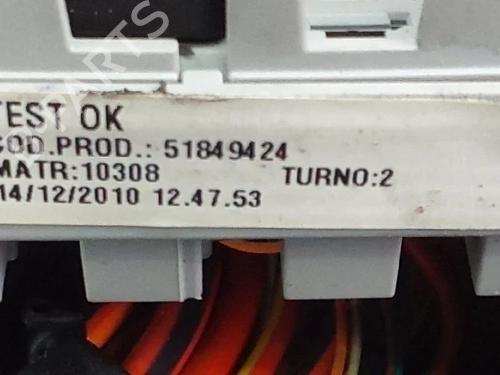 TEST OK
COD.PROD.: 51849424
MATR:10308 TURNO:2
14/12/2010 12.47.53